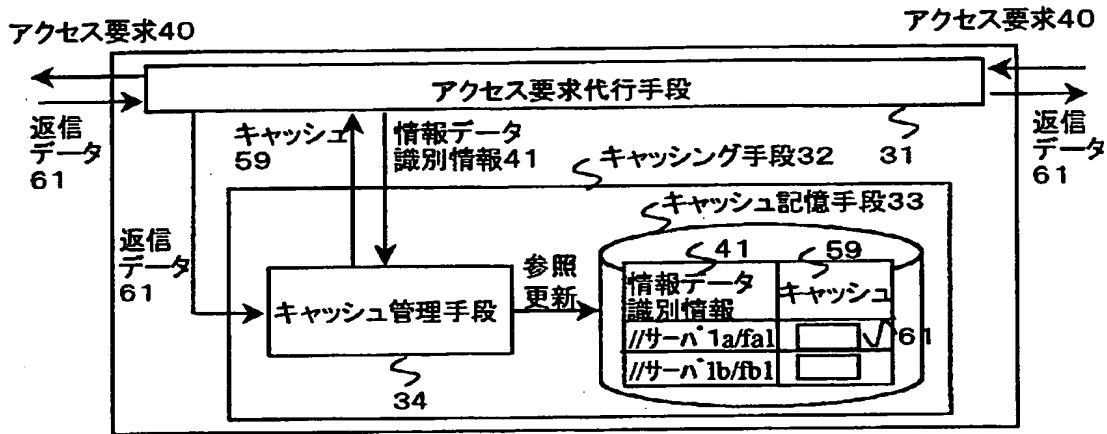 アクセス要求40
アクセス要求40
アクセス要求代行手段
返信
データ
61
キャッシュ
59
情報データ
識別情報41
31
返信
データ
61
キャッシング手段32
キャッシュ記憶手段33
返信
データ
61
キャッシュ管理手段
34
参照
更新
41
59
情報データ
識別情報
キャッシュ
//サーバ1a/fa1
61
//サーバ1b/fb1